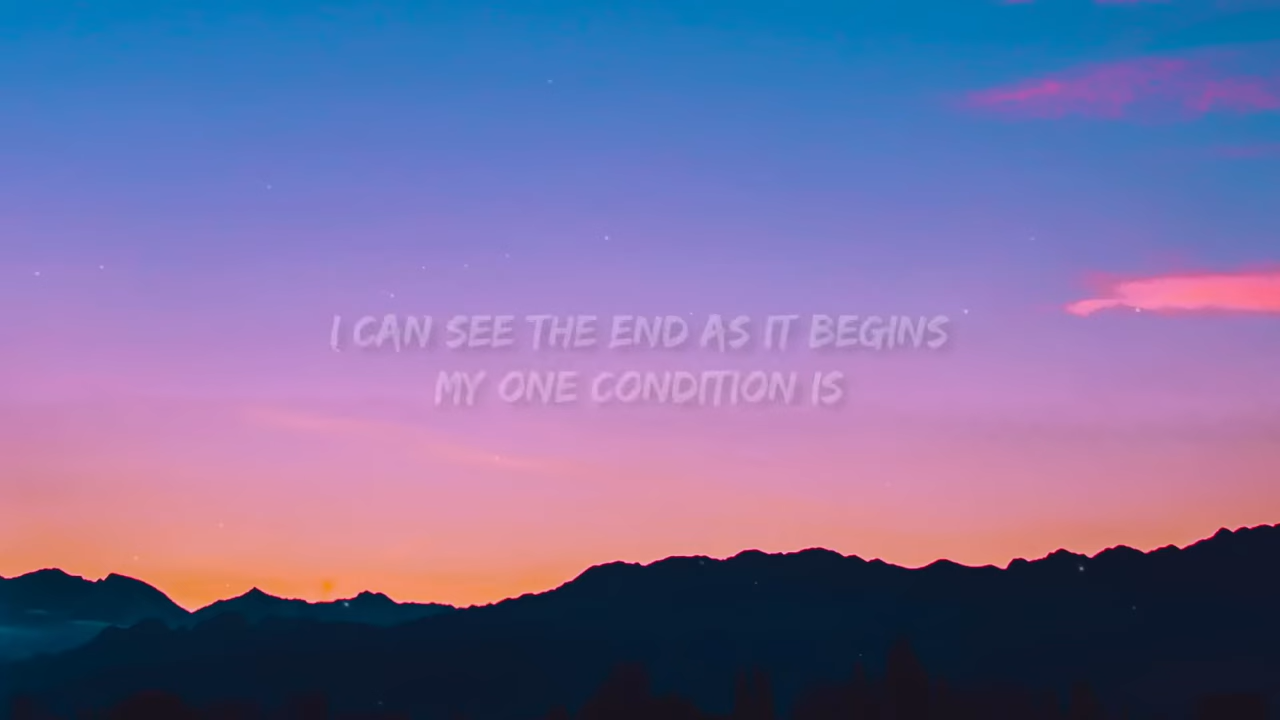 I CAN SEE THE END AS IT BEGINS
MY ONE CONDITION IS